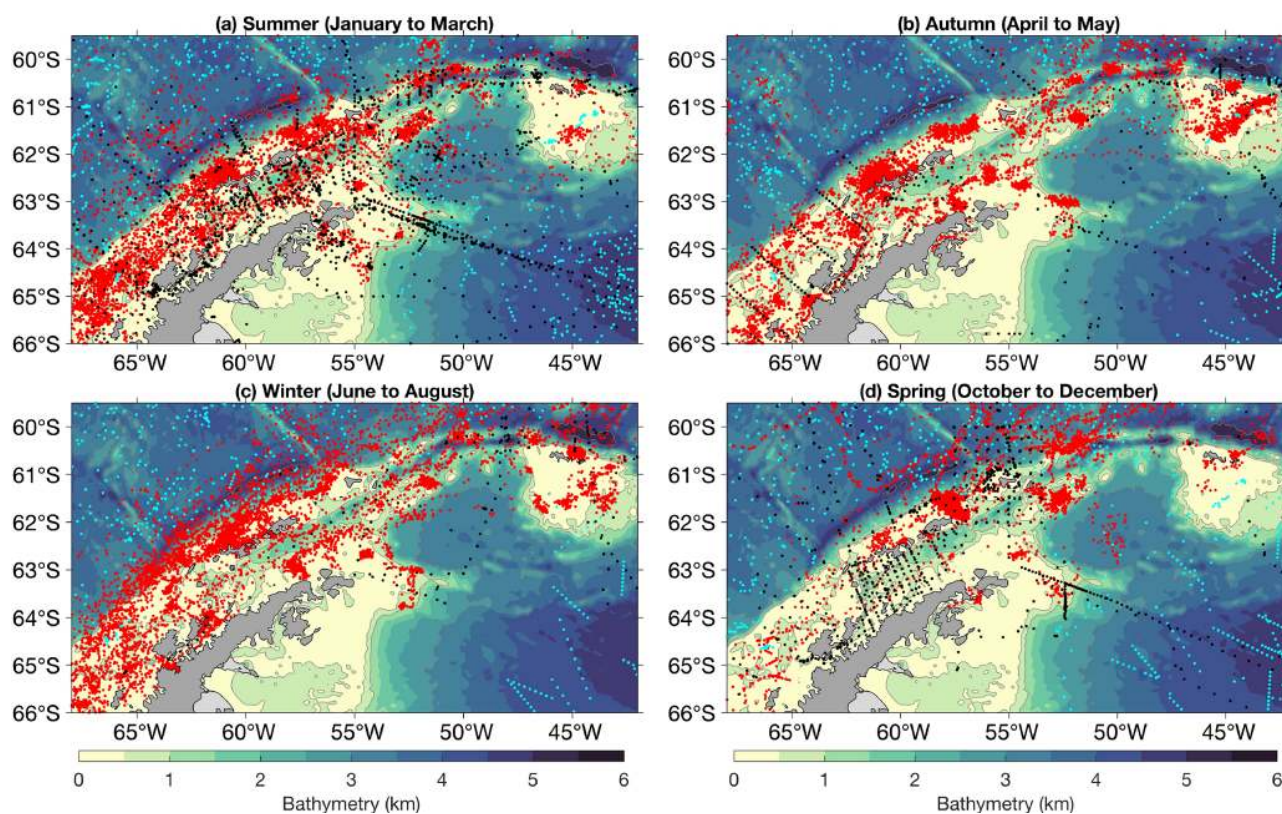 (a) Summer (January to March)
(b) Autumn (April to May)
60°S
61°S
62°S
63°S
64°S
65°S
66°S
65°W 60°W 55°W 50°W 45°W
60°S
61°S
62°S
63°S
64°S
65°S
66°S
65°W 60°W 55°W 50°W 45°W
(c) Winter (June to August)
(d) Spring (October to December)
60°S
61°S
62°S
63°S
64°S
65°S
66°S
65°W 60°W 55°W 50°W 45°W
60°S
61°S
62°S
63°S
64°S
65°S
66°S
65°W 60°W 55°W 50°W 45°W
0 1 2 3 4 5 6
Bathymetry (km)
0 1 2 3 4 5 6
Bathymetry (km)